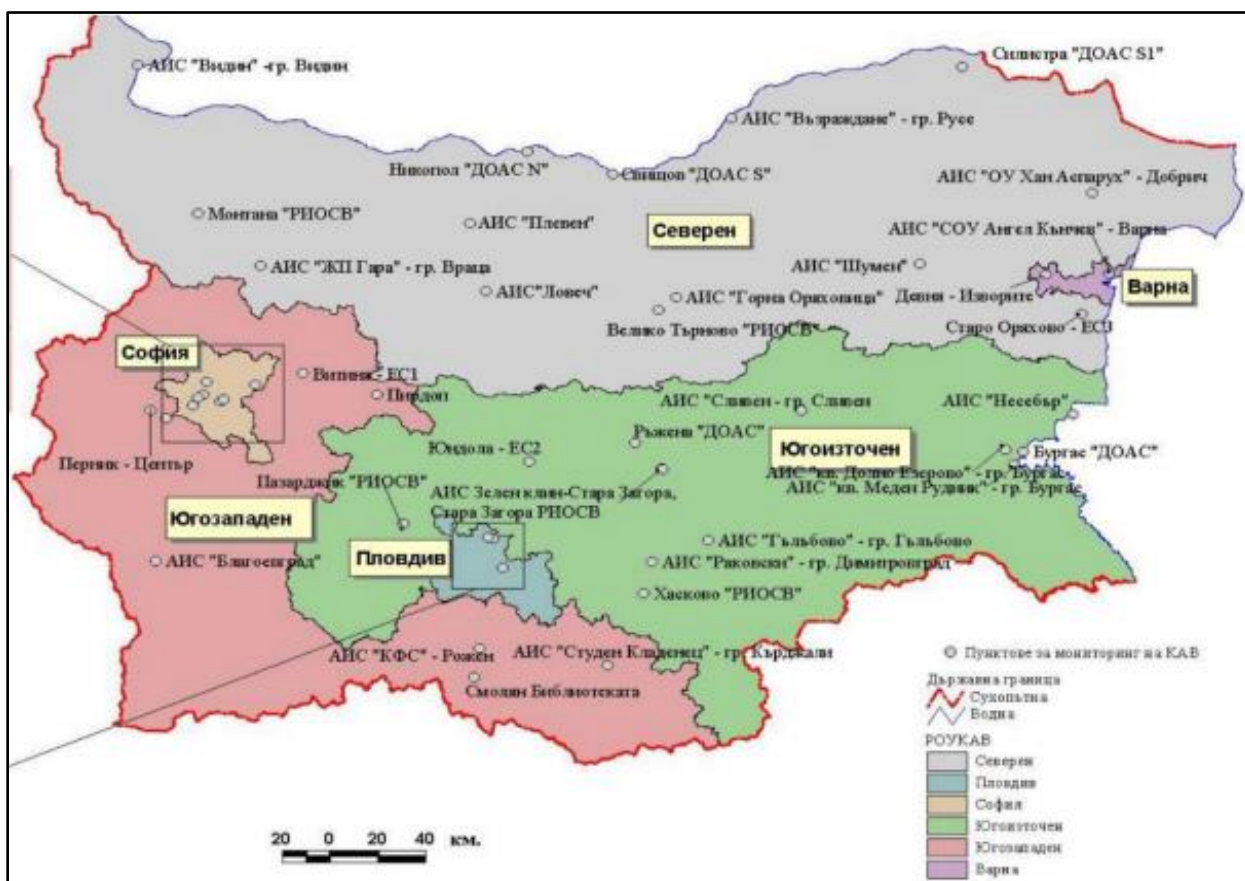 АИС "Видин" -гр. Видин
Силистра "ДОАС S1"
АИС "Възраждане" - гр. Русе
Никопол "ДОАС N"
Свищов "ДОАС S"
АИС "ОУ Хан Аспарух" - Добрич
Монтана "РИОСВ"
АИС "Плевен"
Северен
АИС "СОУ Ангел Кънчев" - Варна
АИС "ЖП Гара" - гр. Враца
АИС "Шумен"
АИС"Ловеч"
АИС "Горна Оряховица"
Девня - Изворите
Варна
Велико Търново "РИОСВ"
Старо Оряхово - ЕС3
София
Витиня - ЕС1
Пирдоп
АИС "Сливен - гр. Сливен
АИС "Несебър"
Ръжена "ДОАС"
Югоизточен
Юндола - ЕС2
Бургас "ДОАС"
Перник - Център
АИС "кв. Долно Езерово" - гр. Бургас
Пазарджик "РИОСВ"
АИС Зелен клин-Стара Загора,
Стара Загора РИОСВ
АИС "кв. Меден Рудник" - гр. Бургас
Югозападен
Пловдив
АИС "Гълъбово" - гр. Гълъбово
АИС "Благоевград"
АИС "Раковски" - гр. Димитровград
Хасково "РИОСВ"
АИС "КФС" - Рожен
АИС "Студен Кладенец" - гр. Кърджали
Смолян Библиотеката
Пунктове за мониторинг на КАВ
Държавна граница
Сухопътна
Водна
РОУКАВ
Северен
Пловдив
София
Югоизточен
Югозападен
Варна
20 0 20 40 км.